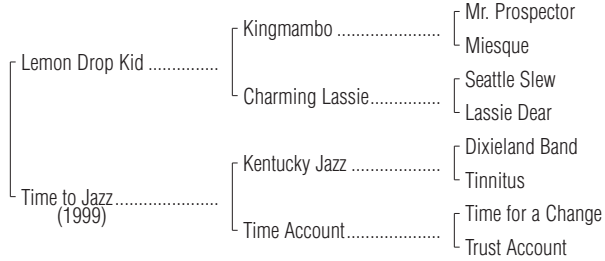 Mr. Prospector
Kingmambo ..................
Miesque
Lemon Drop Kid ...............
Seattle Slew
Charming Lassie...............
Lassie Dear
Dixieland Band
Kentucky Jazz ..................
Tinnitus
Time to Jazz......................
(1999)
Time for a Change
Time Account....................
Trust Account